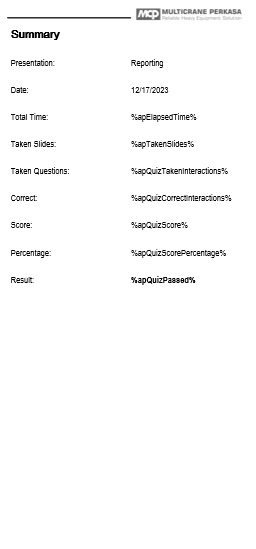 MCP MULTICRANE PERKASA
Reliable Heavy Equipment Solution
Summary
Presentation: Reporting
Date: 12/17/2023
Total Time: %apElapsedTime%
Taken Slides: %apTakenSlides%
Taken Questions: %apQuizTakenInteractions%
Correct: %apQuizCorrectInteractions%
Score: %apQuizScore%
Percentage: %apQuizScorePercentage%
Result: %apQuizPassed%